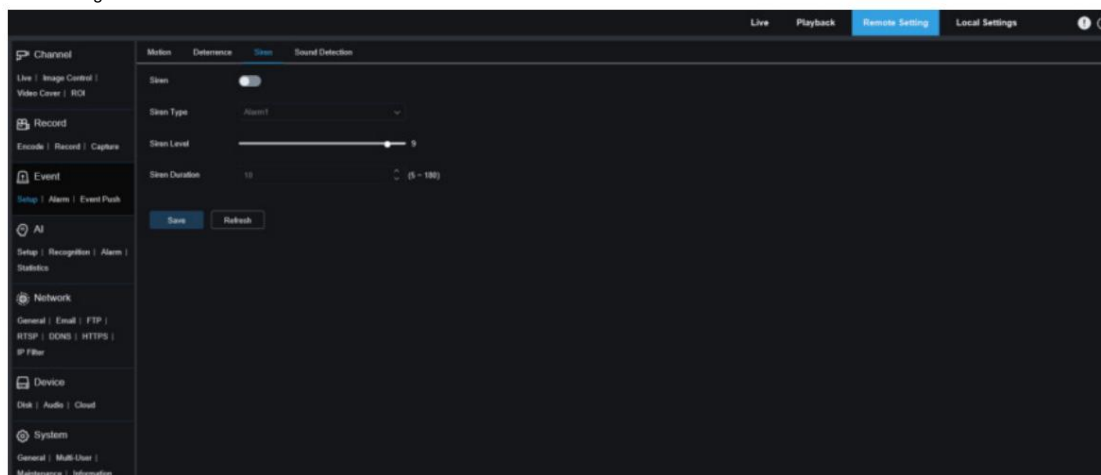 Live Playback Remote Setting Local Settings
Channel
Live | Image Control |
Video Cover | ROI
Record
Encode | Record | Capture
Event
Setup | Alarm | Event Push
AI
Setup | Recognition | Alarm |
Statistics
Network
General | Email | FTP |
RTSP | DDNS | HTTPS |
IP Filter
Device
Disk | Audio | Cloud
System
General | Multi-User |
Maintenance | Information
Motion Deterrence Siren Sound Detection
Siren
Siren Type Alarm1
Siren Level 9
Siren Duration 10 (5 ~ 180)
Save Refresh